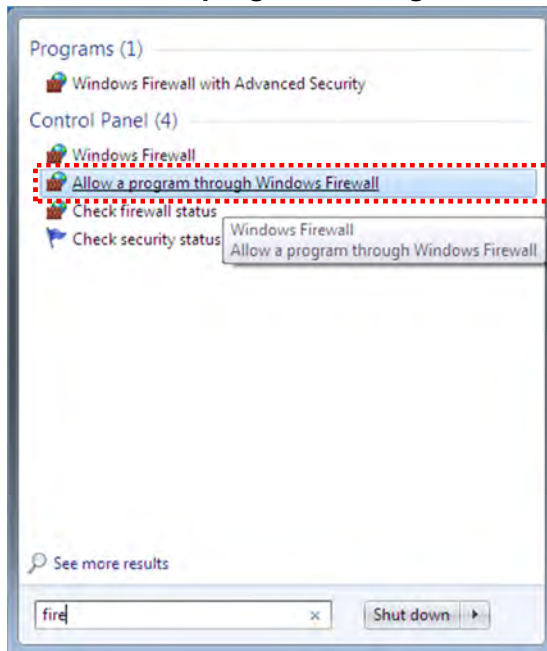 Programs (1)
Windows Firewall with Advanced Security
Control Panel (4)
Windows Firewall
Allow a program through Windows Firewall
Check firewall status
Check security status
Windows Firewall
Allow a program through Windows Firewall
See more results
fire
Shut down